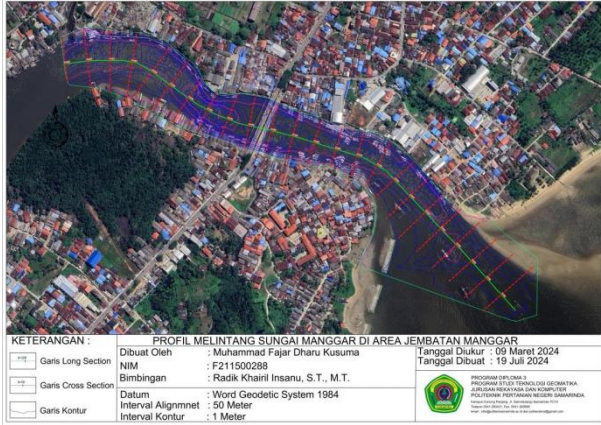 KETERANGAN :
Garis Long Section
Garis Cross Section
Garis Kontur
PROFIL MELINTANG SUNGAI MANGGAR DI AREA JEMBATAN MANGGAR
Dibuat Oleh : Muhammad Fajar Dharu Kusuma
NIM : F211500288
Bimbingan : Radik Khairil Insanu, S.T., M.T.
Datum : Word Geodetic System 1984
Interval Alignmnet : 50 Meter
Interval Kontur : 1 Meter
Tanggal Diukur : 09 Maret 2024
Tanggal Dibuat : 19 Juli 2024
PROGRAM DIPLOMA 3
PROGRAM STUDI TEKNOLOGI GEOMATIKA
JURUSAN REKAYASA DAN KOMPUTER
POLITEKNIK PERTANIAN NEGERI SAMARINDA